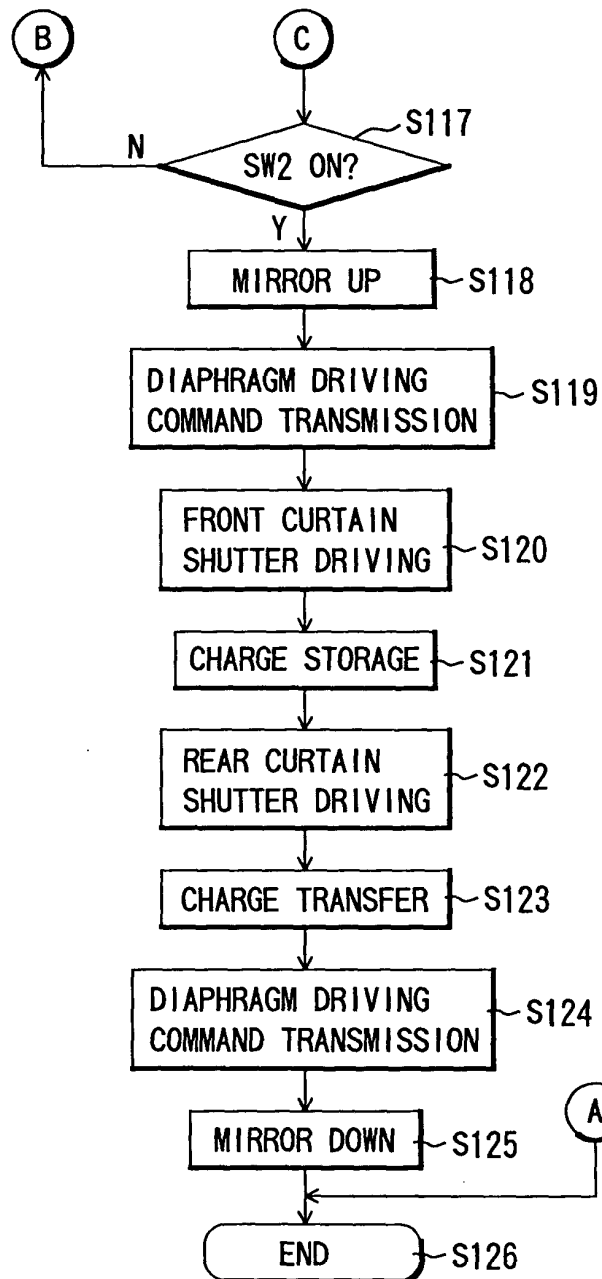 B
C
S117
N
SW2 ON?
Y
MIRROR UP
S118
DIAPHRAGM DRIVING
COMMAND TRANSMISSION
S119
FRONT CURTAIN
SHUTTER DRIVING
S120
CHARGE STORAGE
S121
REAR CURTAIN
SHUTTER DRIVING
S122
CHARGE TRANSFER
S123
DIAPHRAGM DRIVING
COMMAND TRANSMISSION
S124
A
MIRROR DOWN
S125
END
S126